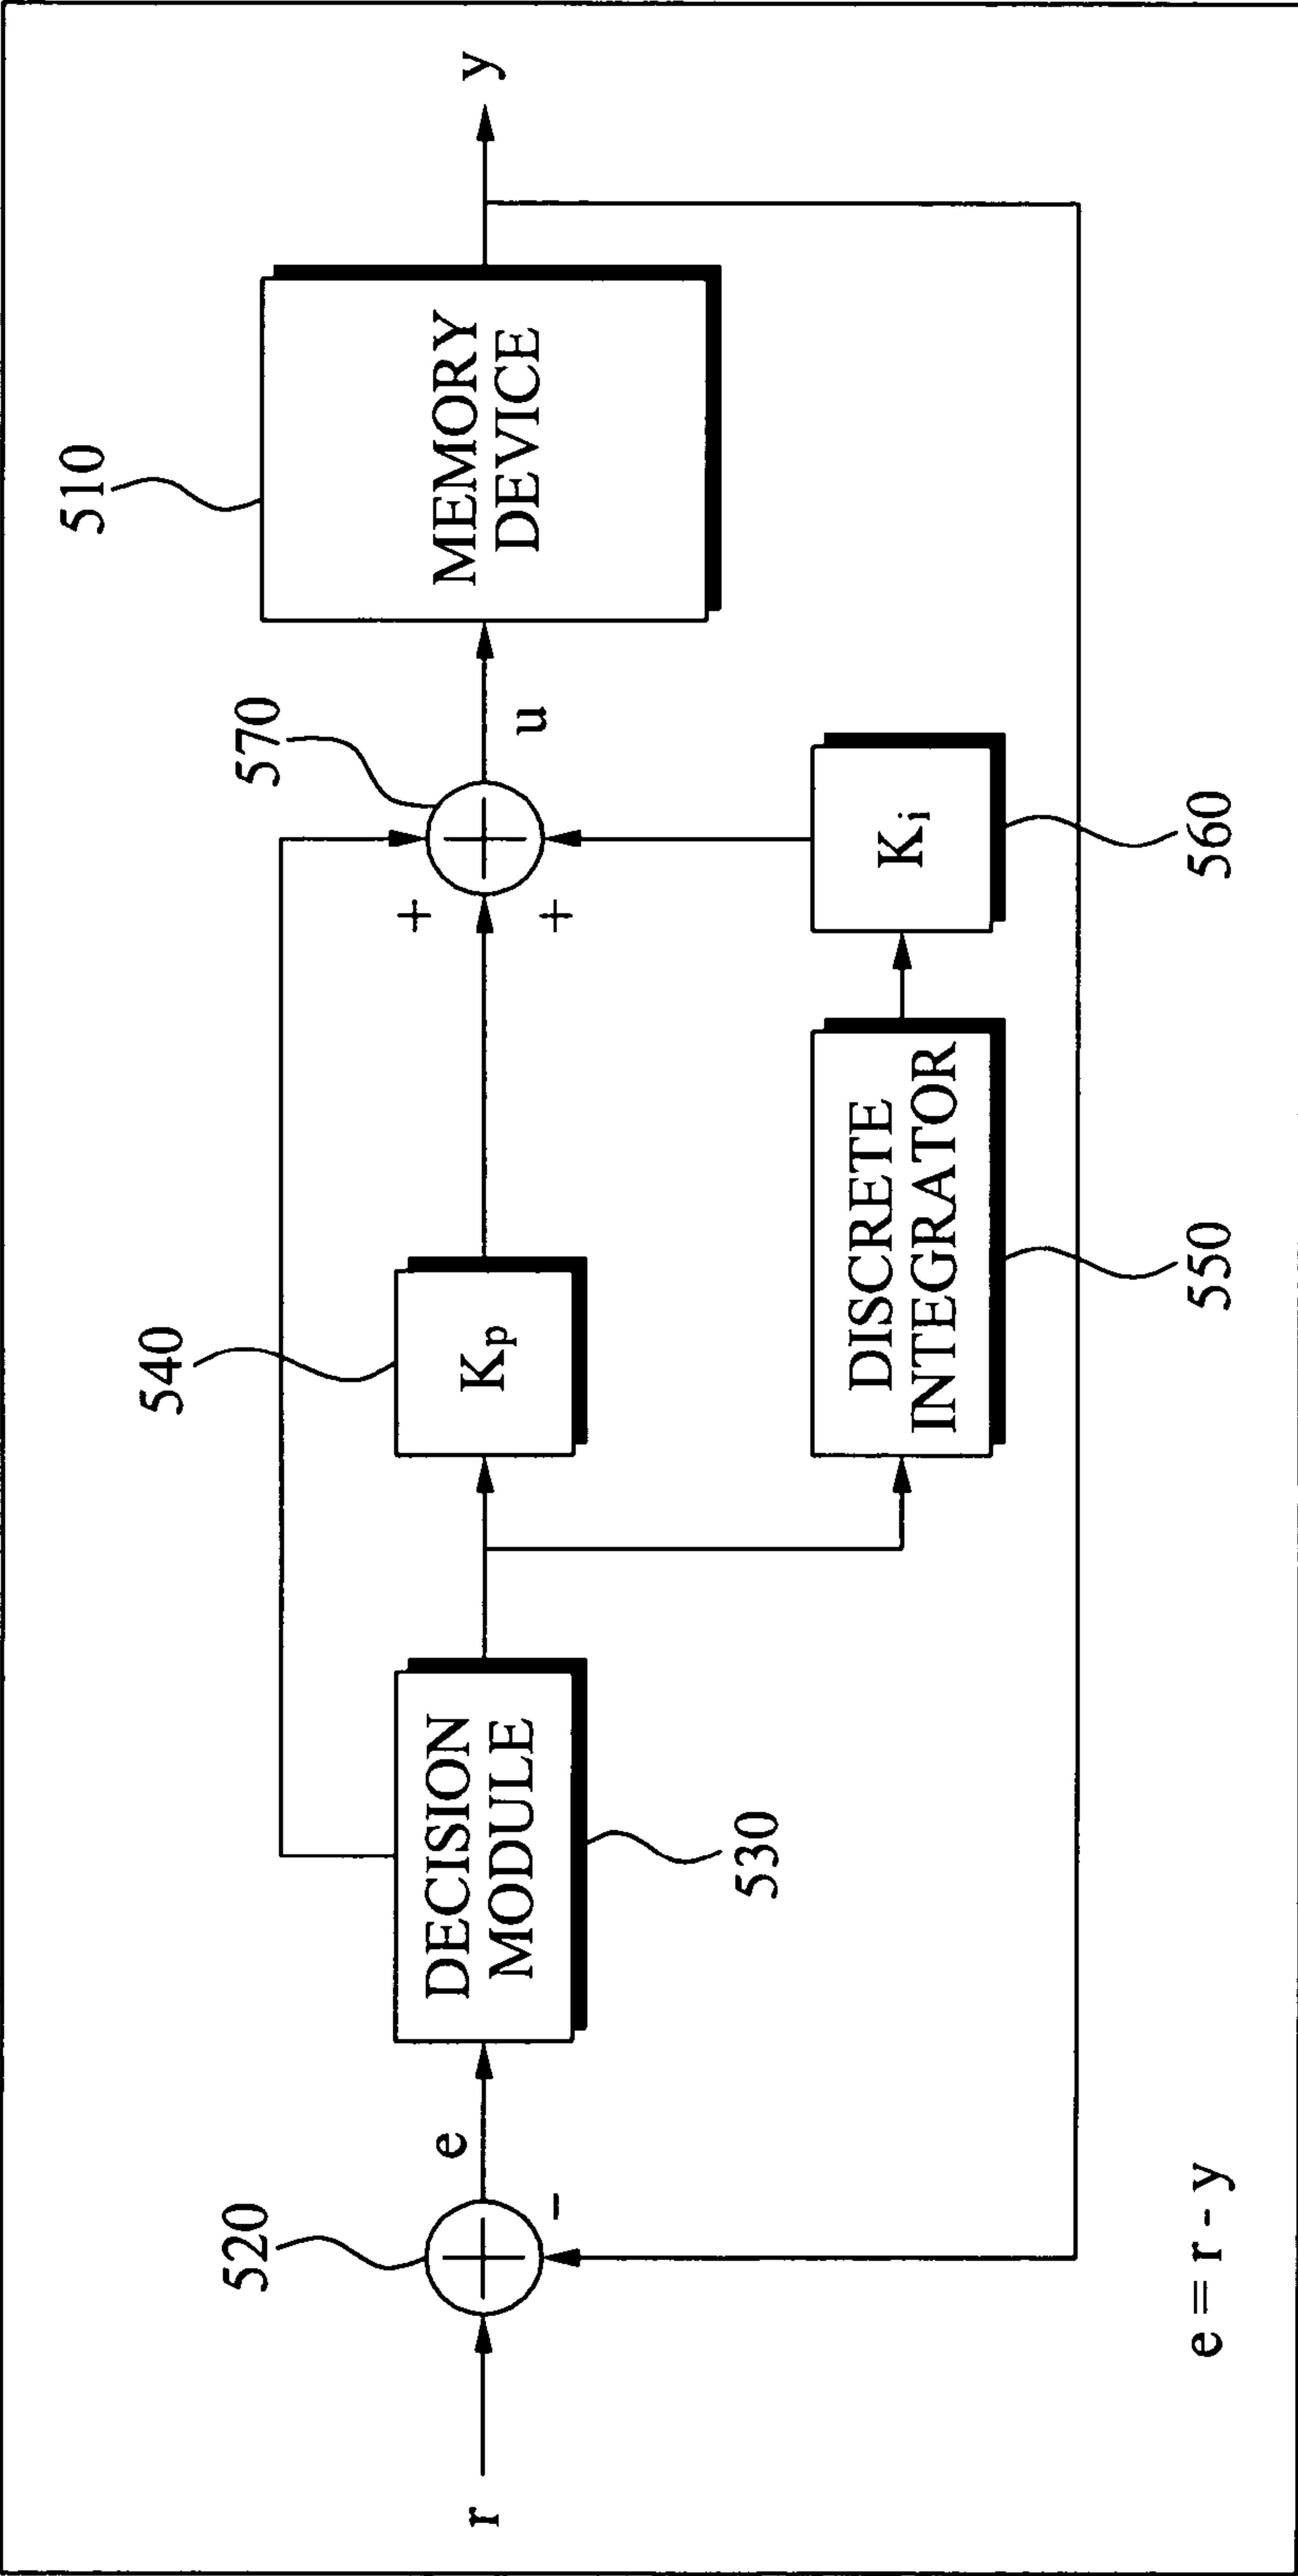 510
MEMORY
DEVICE
y
570
+
+
u
540
Kp
560
Ki
550
DISCRETE
INTEGRATOR
530
DECISION
MODULE
520
e
−
r
e = r - y